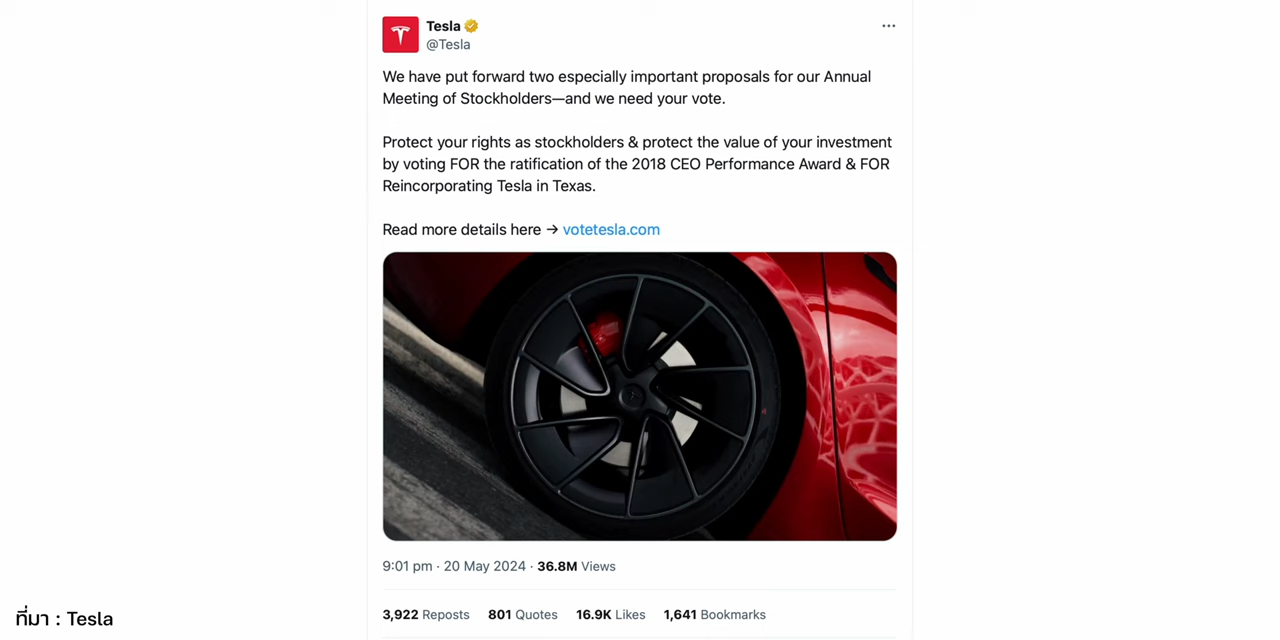 Tesla
@Tesla
We have put forward two especially important proposals for our Annual
Meeting of Stockholders—and we need your vote.
Protect your rights as stockholders & protect the value of your investment
by voting FOR the ratification of the 2018 CEO Performance Award & FOR
Reincorporating Tesla in Texas.
Read more details here → votetesla.com
9:01 pm · 20 May 2024 · 36.8M Views
3,922 Reposts 801 Quotes 16.9K Likes 1,641 Bookmarks
ที่มา : Tesla